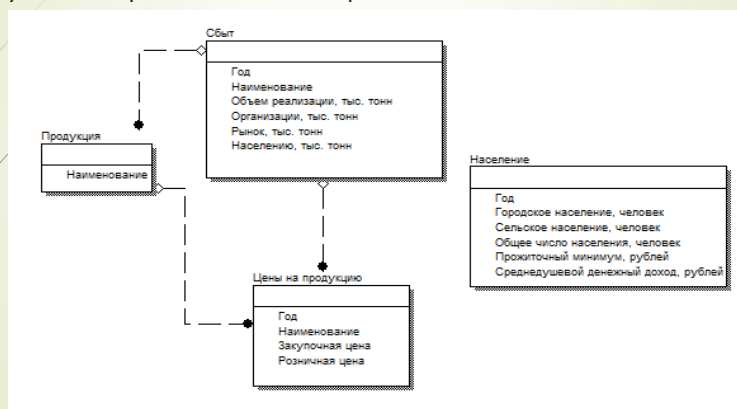 Сбыт
Год
Наименование
Объем реализации, тыс. тонн
Организации, тыс. тонн
Рынок, тыс. тонн
Населению, тыс. тонн
Продукция
Наименование
Население
Год
Городское население, человек
Сельское население, человек
Общее число населения, человек
Прожиточный минимум, рублей
Среднедушевой денежный доход, рублей
Цены на продукцию
Год
Наименование
Закупочная цена
Розничная цена